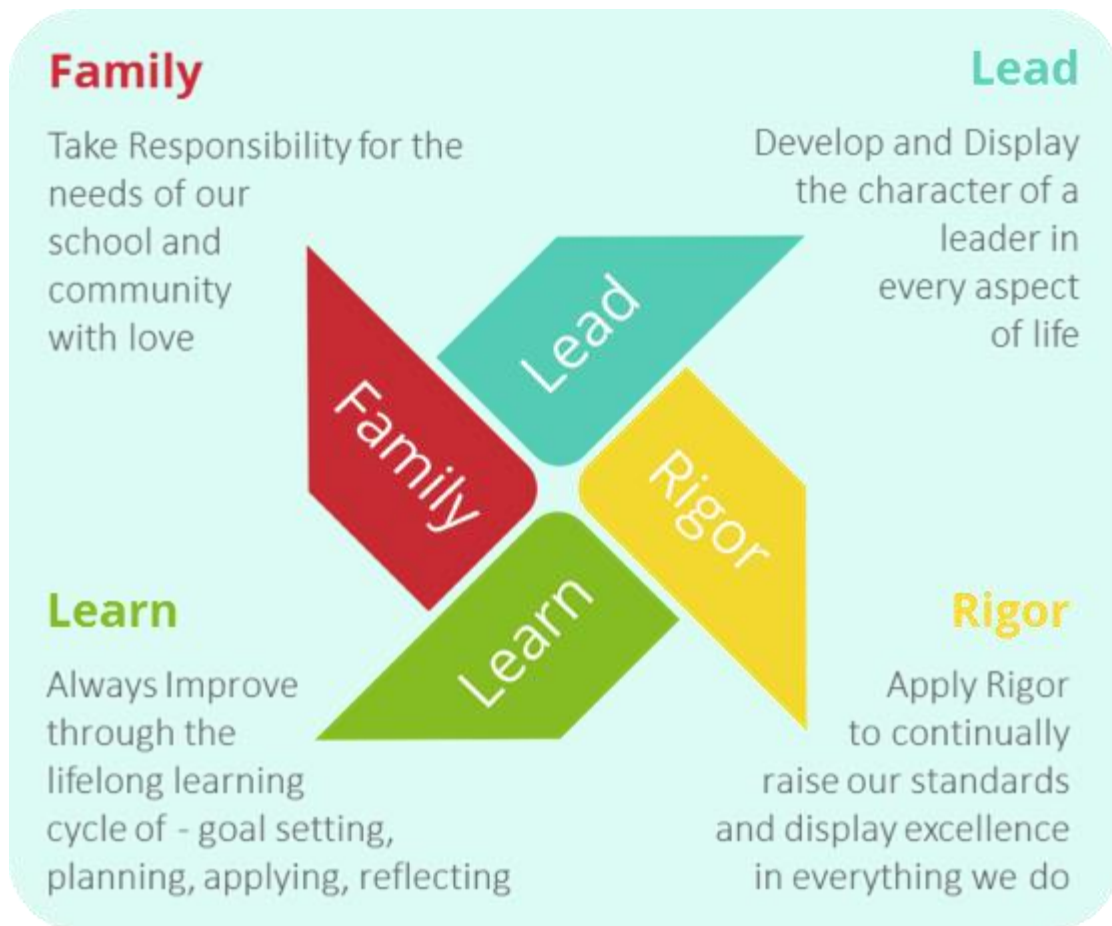 Family
Take Responsibility for the
needs of our
school and
community
with love
Lead
Develop and Display
the character of a
leader in
every aspect
of life
Lead
Family
Rigor
Learn
Learn
Always Improve
through the
lifelong learning
cycle of - goal setting,
planning, applying, reflecting
Rigor
Apply Rigor
to continually
raise our standards
and display excellence
in everything we do